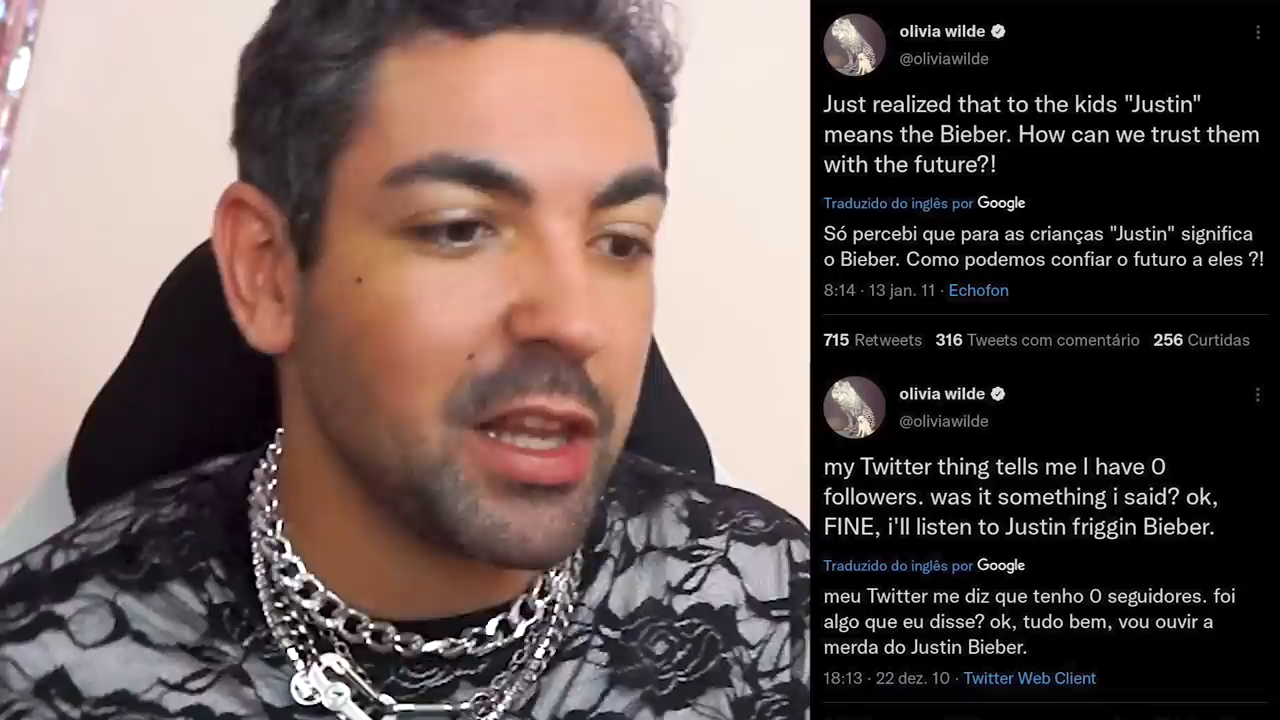 olivia wilde
@oliviawilde
Just realized that to the kids "Justin"
means the Bieber. How can we trust them
with the future?!
Traduzido do inglês por Google
Só percebi que para as crianças "Justin" significa
o Bieber. Como podemos confiar o futuro a eles ?!
8:14 · 13 jan. 11 · Echofon
715 Retweets 316 Tweets com comentário 256 Curtidas
olivia wilde
@oliviawilde
my Twitter thing tells me I have 0
followers. was it something i said? ok,
FINE, i'll listen to Justin friggin Bieber.
Traduzido do inglês por Google
meu Twitter me diz que tenho 0 seguidores. foi
algo que eu disse? ok, tudo bem, vou ouvir a
merda do Justin Bieber.
18:13 · 22 dez. 10 · Twitter Web Client